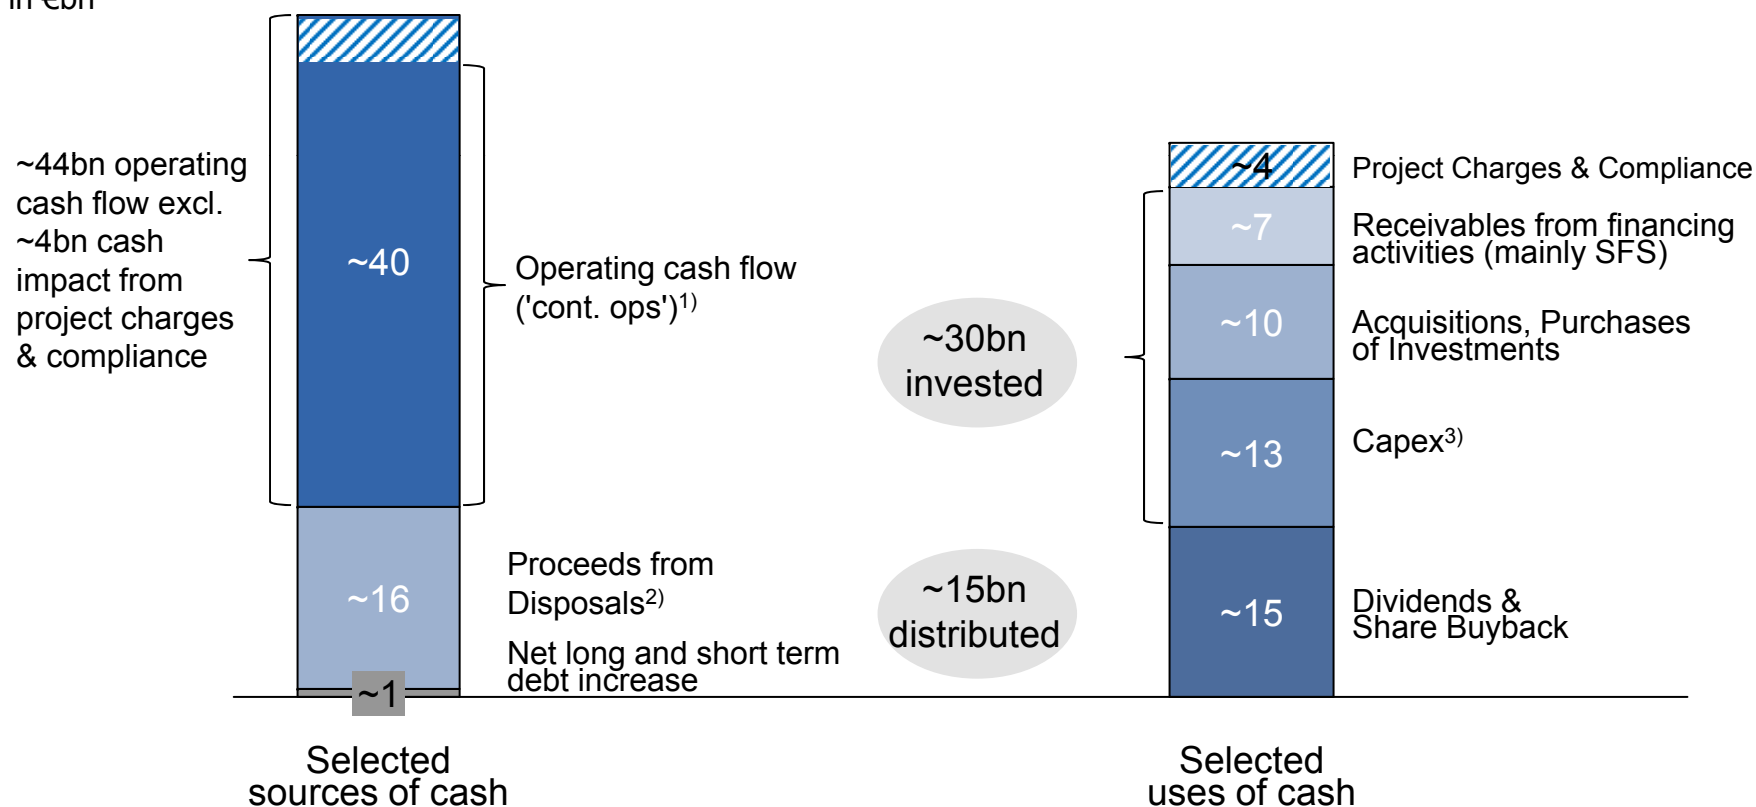 in €bn
~44bn operating
cash flow excl.
~4bn cash
impact from
project charges
& compliance
~40
Operating cash flow
('cont. ops')1)
~16
Proceeds from
Disposals2)
Net long and short term
debt increase
~1
Selected
sources of cash
~30bn
invested
~15bn
distributed
~4
Project Charges & Compliance
~7
Receivables from financing
activities (mainly SFS)
~10
Acquisitions, Purchases
of Investments
~13
Capex3)
~15
Dividends &
Share Buyback
Selected
uses of cash